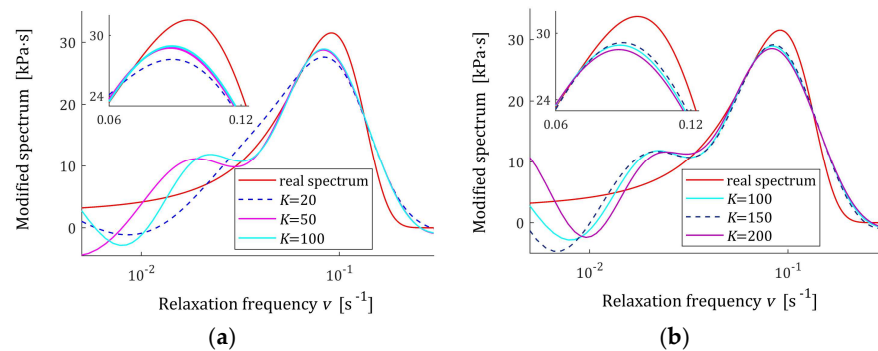 Modified spectrum [kPa·s]
30
20
10
0
24
0.06
0.12
real spectrum
K=20
K=50
K=100
10⁻²
10⁻¹
Relaxation frequency v [s⁻¹]
(a)
Modified spectrum [kPa·s]
30
20
10
0
24
0.06
0.12
real spectrum
K=100
K=150
K=200
10⁻²
10⁻¹
Relaxation frequency v [s⁻¹]
(b)